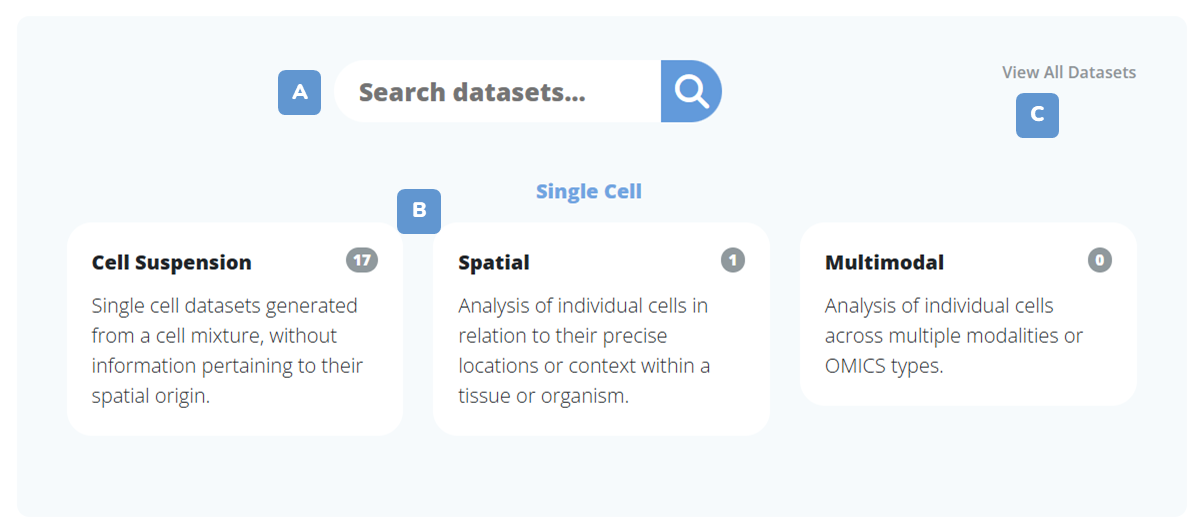 A
Search datasets...
View All Datasets
C
B
Single Cell
Cell Suspension 17
Single cell datasets generated
from a cell mixture, without
information pertaining to their
spatial origin.
Spatial 1
Analysis of individual cells in
relation to their precise
locations or context within a
tissue or organism.
Multimodal 0
Analysis of individual cells
across multiple modalities or
OMICS types.